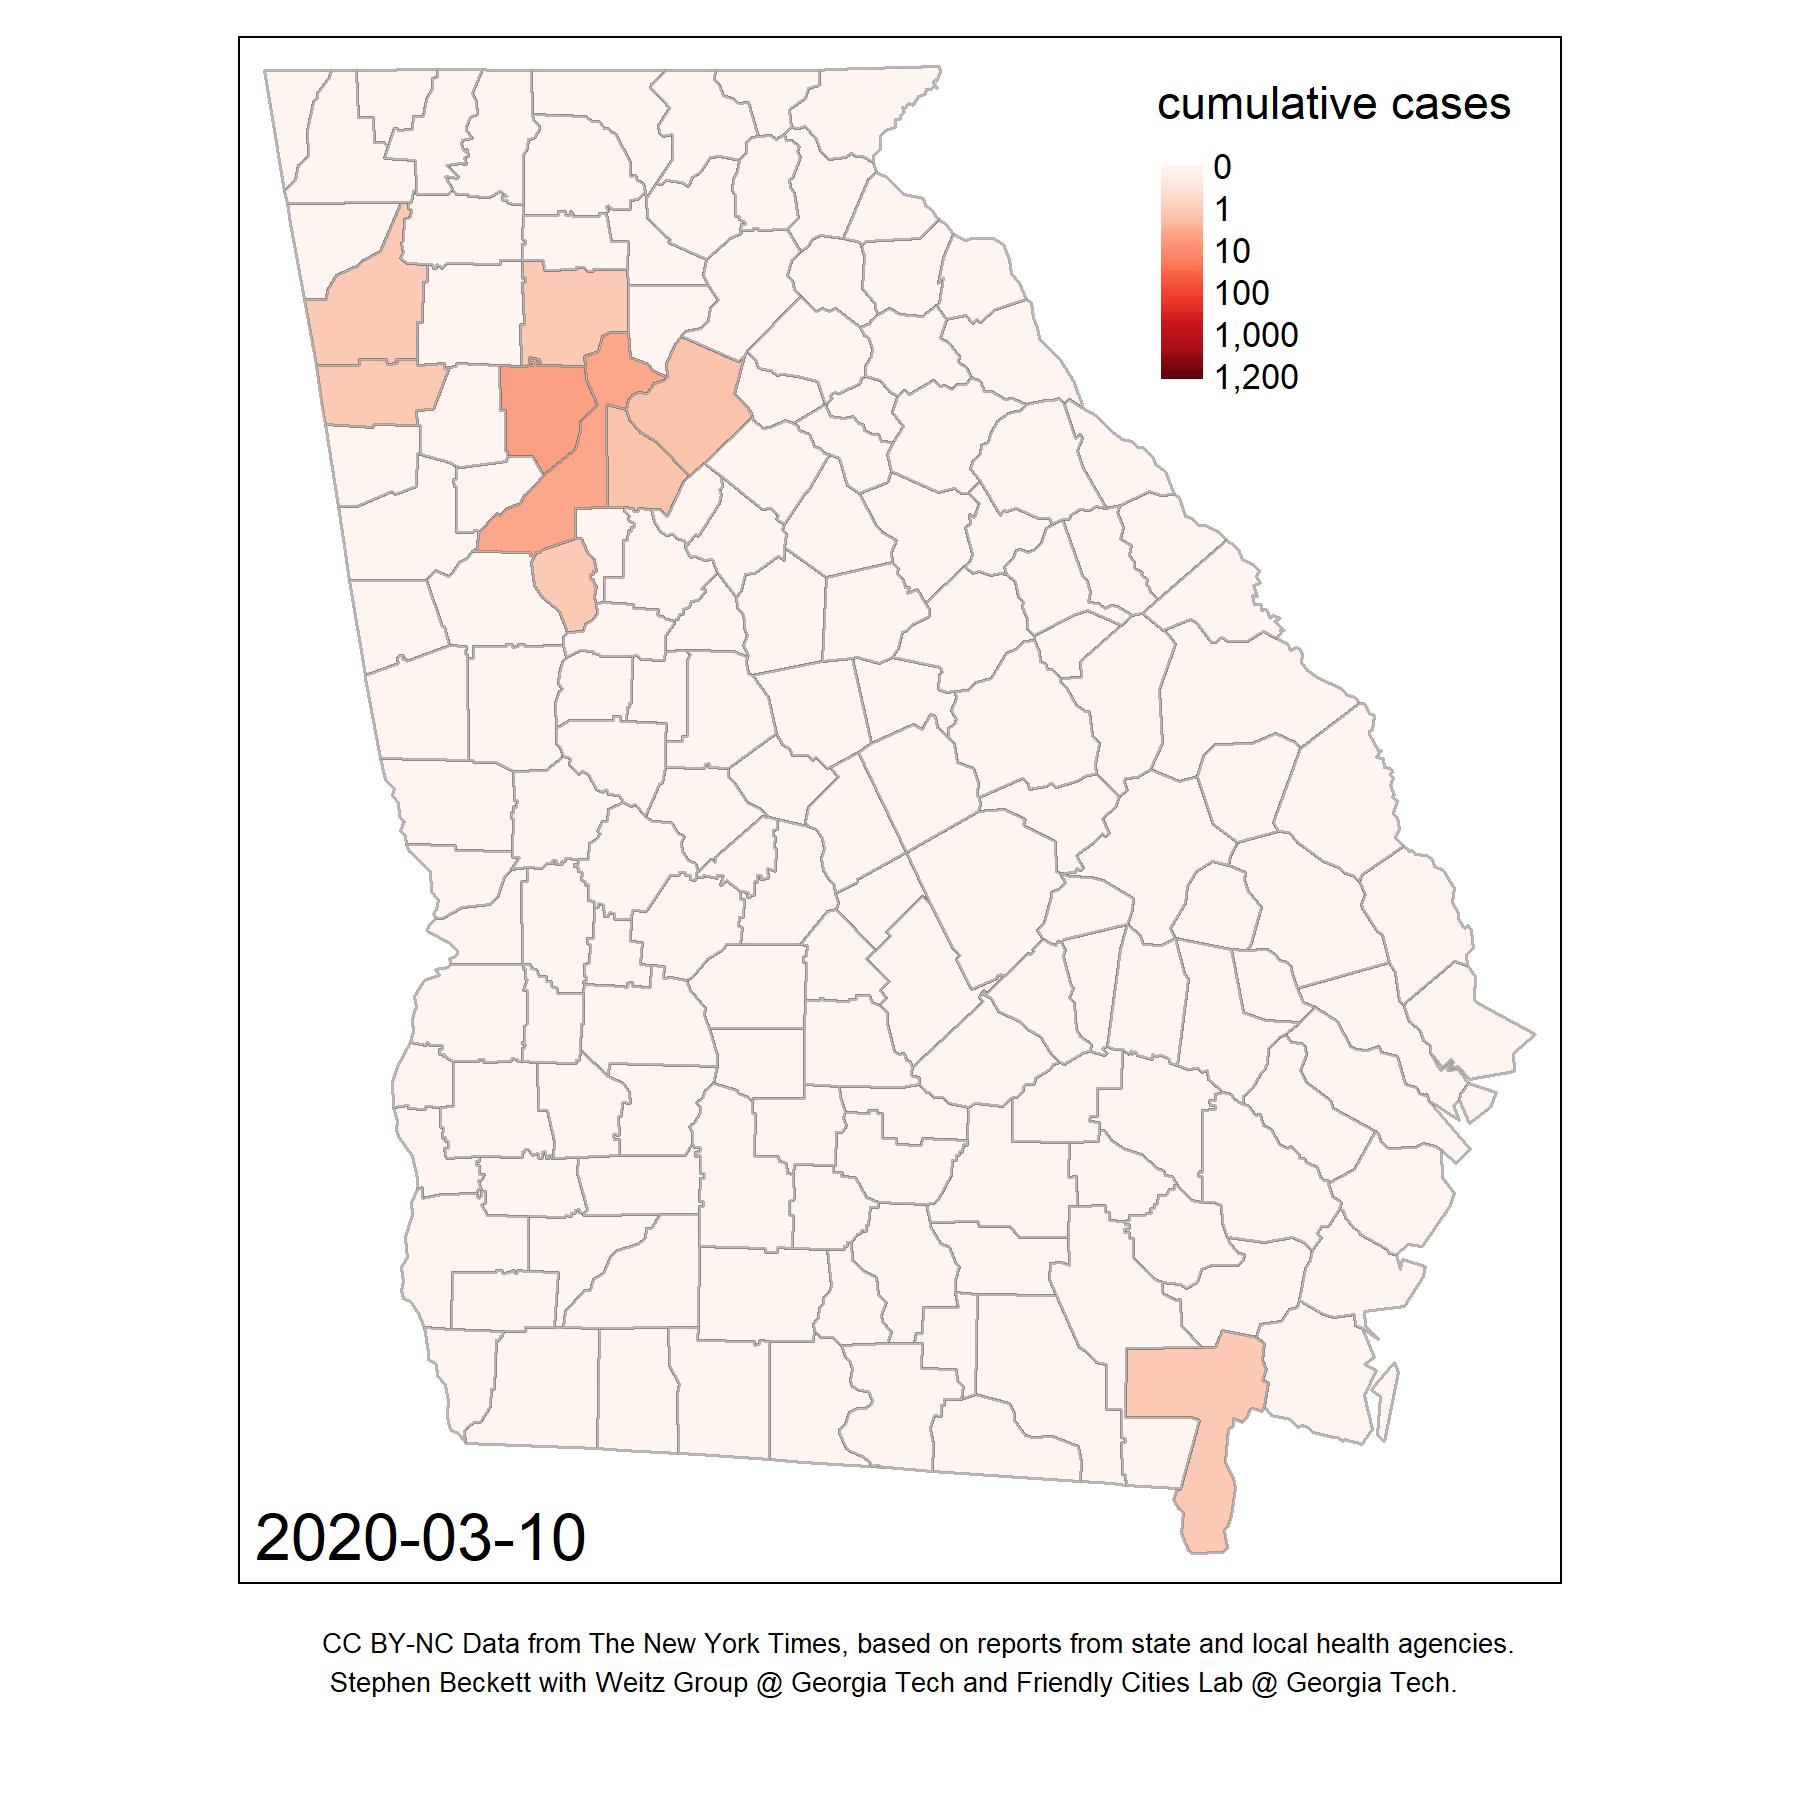 cumulative cases
0
1
10
100
1,000
1,200
2020-03-10
CC BY-NC Data from The New York Times, based on reports from state and local health agencies.
Stephen Beckett with Weitz Group @ Georgia Tech and Friendly Cities Lab @ Georgia Tech.